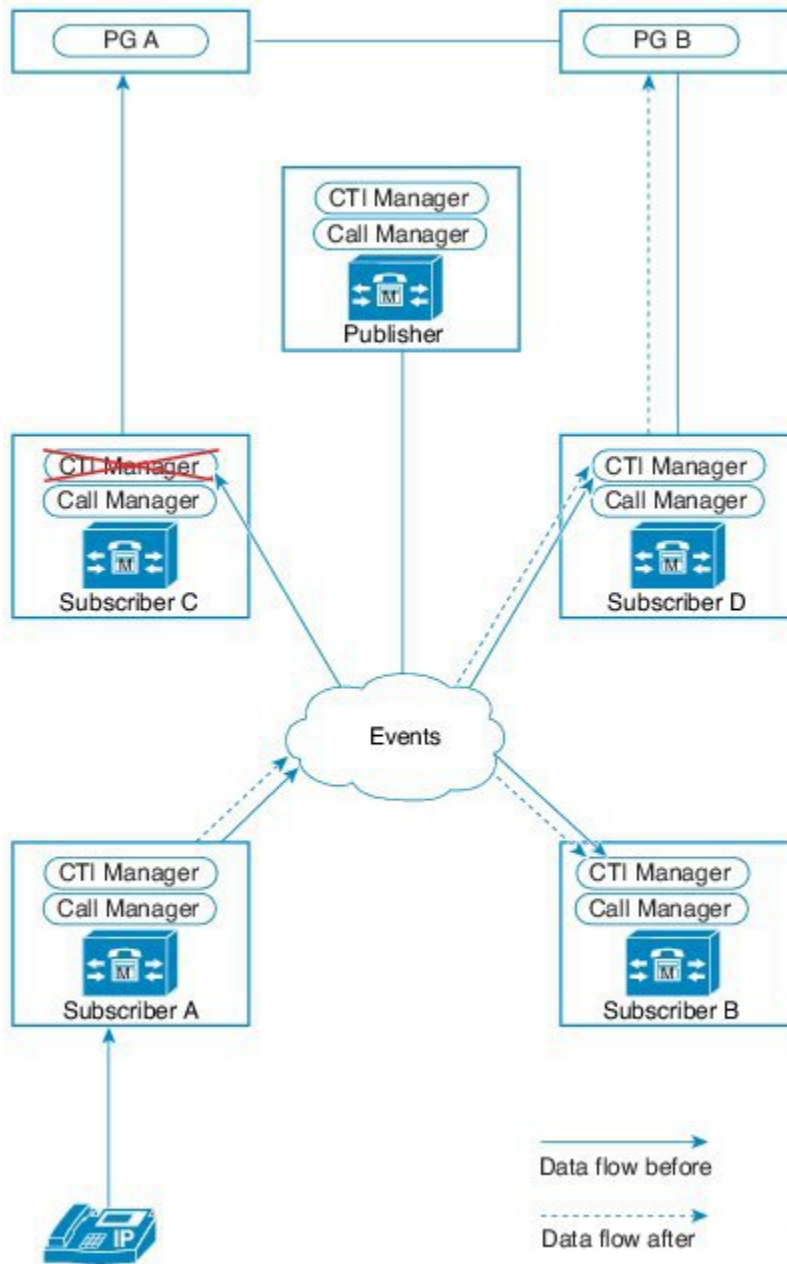 PG A
PG B
CTI Manager
Call Manager
M
Publisher
CTI Manager
Call Manager
M
Subscriber C
CTI Manager
Call Manager
M
Subscriber D
Events
CTI Manager
Call Manager
M
Subscriber A
CTI Manager
Call Manager
M
Subscriber B
IP
Data flow before
Data flow after